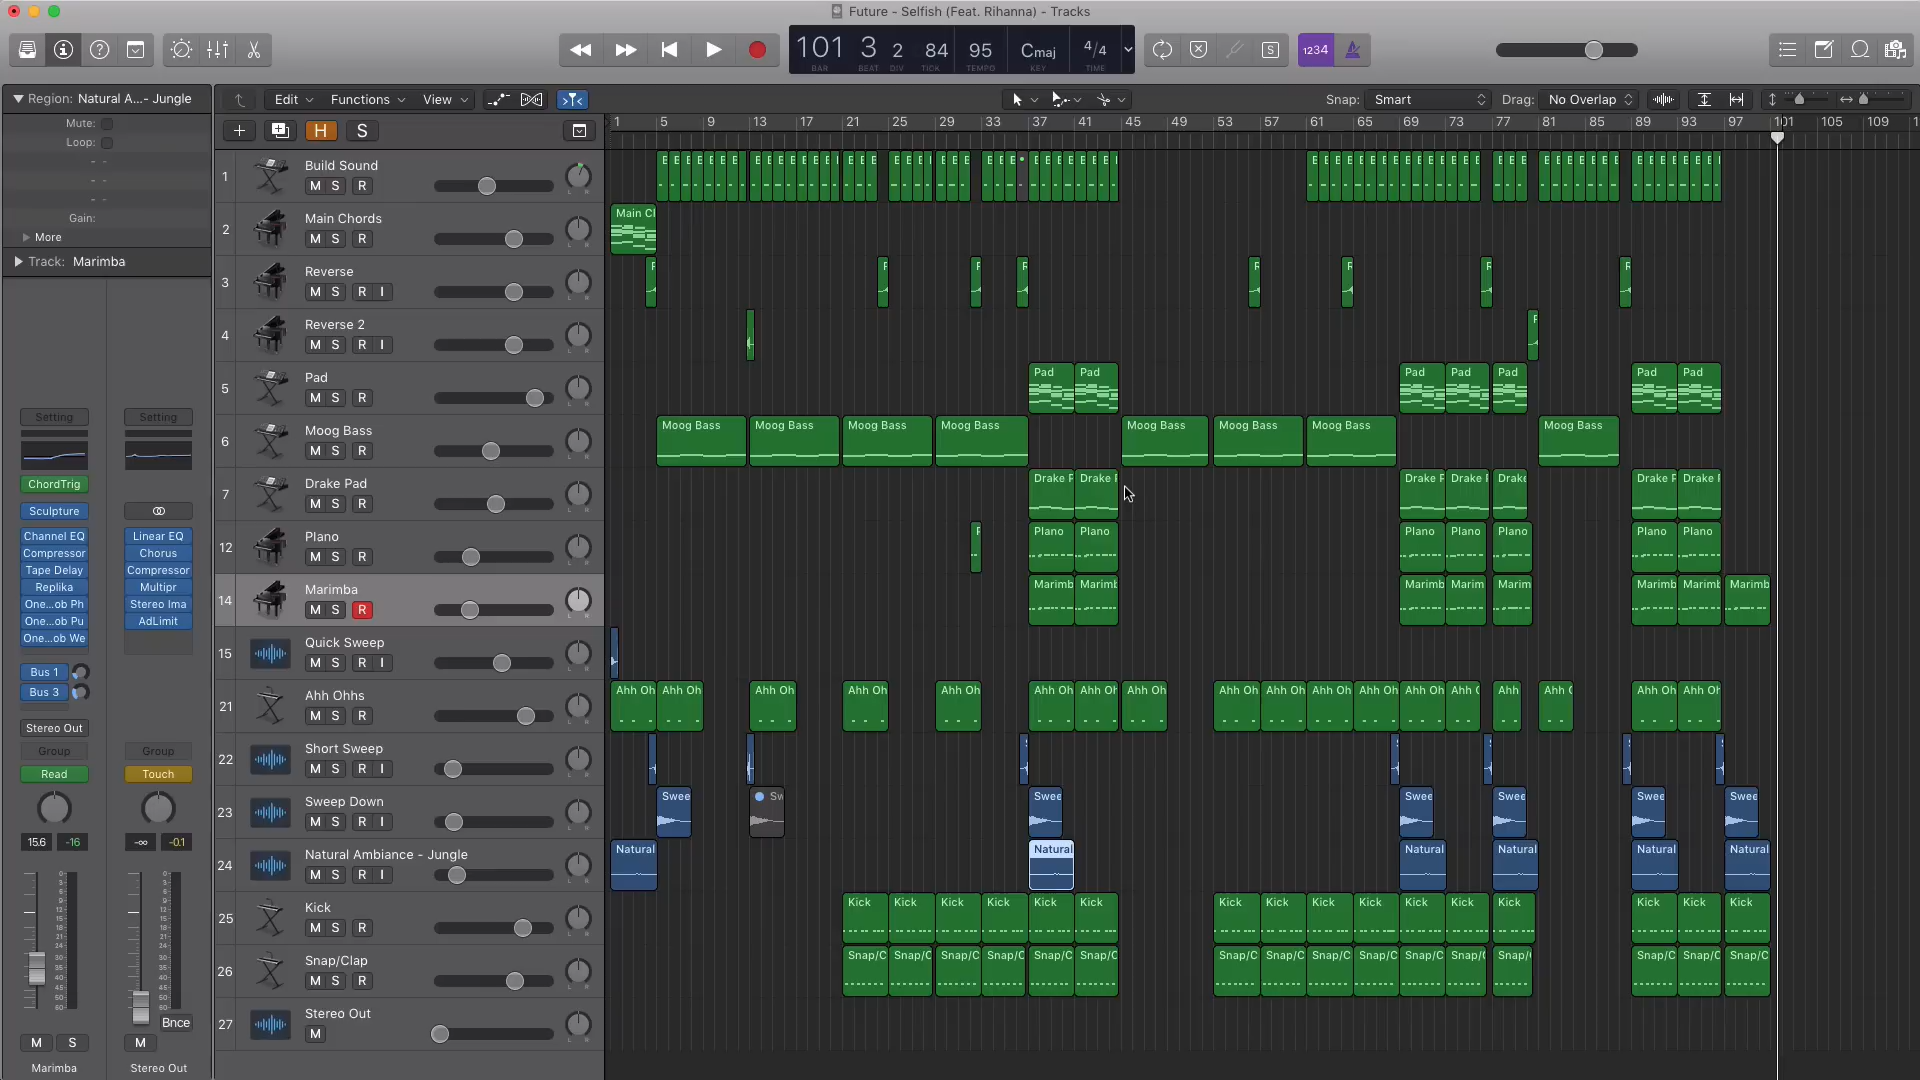 Future - Selfish (Feat. Rihanna) - Tracks
101 3 2 84 95 Cmaj 4/4
BAR BEAT DIV TICK TEMPO KEY TIME
1234
Region: Natural A...- Jungle
Edit Functions View Snap: Smart Drag: No Overlap
Mute:
Loop:
Gain:
More
Track: Marimba
H S
1 5 9 13 17 21 25 29 33 37 41 45 49 53 57 61 65 69 73 77 81 85 89 93 97 101 105 109
1 Build Sound
M S R
2 Main Chords Main Cl
M S R
3 Reverse
M S R I
4 Reverse 2
M S R I
5 Pad Pad Pad Pad Pad Pad Pad Pad
M S R
6 Moog Bass Moog Bass Moog Bass Moog Bass Moog Bass Moog Bass Moog Bass Moog Bass Moog Bass
M S R
7 Drake Pad Drake P Drake P Drake P Drake P Drake Drake P Drake P
M S R
12 Plano Plano Plano Plano Plano Plano Plano Plano
M S R
14 Marimba Marimb Marimb Marimb Marim Marim Marimb Marimb Marimb
M S R
15 Quick Sweep
M S R I
21 Ahh Ohhs Ahh Oh Ahh Oh Ahh Oh Ahh Oh Ahh Oh Ahh Oh Ahh Oh Ahh Oh Ahh Oh Ahh Oh Ahh Oh Ahh Oh Ahh Oh Ahh O Ahh Ahh O Ahh Oh Ahh Oh
M S R
22 Short Sweep
M S R I
23 Sweep Down Swee Sw Swee Swee Swee Swee Swee
M S R I
24 Natural Ambiance - Jungle Natural Natural Natural Natural Natural Natural
M S R I
25 Kick Kick Kick Kick Kick Kick Kick Kick Kick Kick Kick Kick Kick Kick Kick Kick Kick
M S R
26 Snap/Clap Snap/C Snap/C Snap/C Snap/C Snap/C Snap/C Snap/C Snap/C Snap/C Snap/C Snap/C Snap/ Snap/ Snap/C Snap/C Snap/C
M S R
27 Stereo Out
M
Setting Setting
ChordTrig
Sculpture
Channel EQ Linear EQ
Compressor Chorus
Tape Delay Compressor
Replika Multipr
One...ob Ph Stereo Ima
One...ob Pu AdLimit
One...ob We
Bus 1
Bus 3
Stereo Out
Group Group
Read Touch
15.6 -16 -∞ -0.1
Bnce
M S M
Marimba Stereo Out